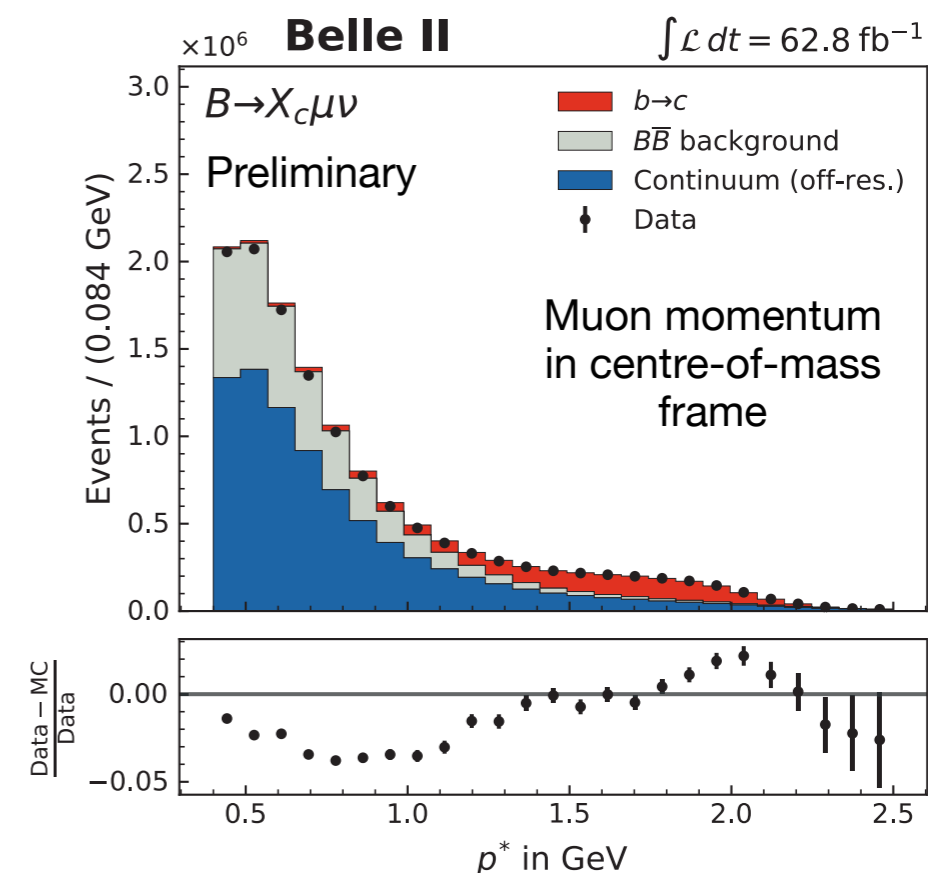 ×10⁶ Belle II ∫ℒ dt = 62.8 fb⁻¹
B→X_cμν
Preliminary
b→c
BB̅ background
Continuum (off-res.)
Data
Muon momentum
in centre-of-mass
frame
Events / (0.084 GeV)
3.0
2.5
2.0
1.5
1.0
0.5
0.0
Data − MC
Data
0.00
−0.05
0.5 1.0 1.5 2.0 2.5
p* in GeV